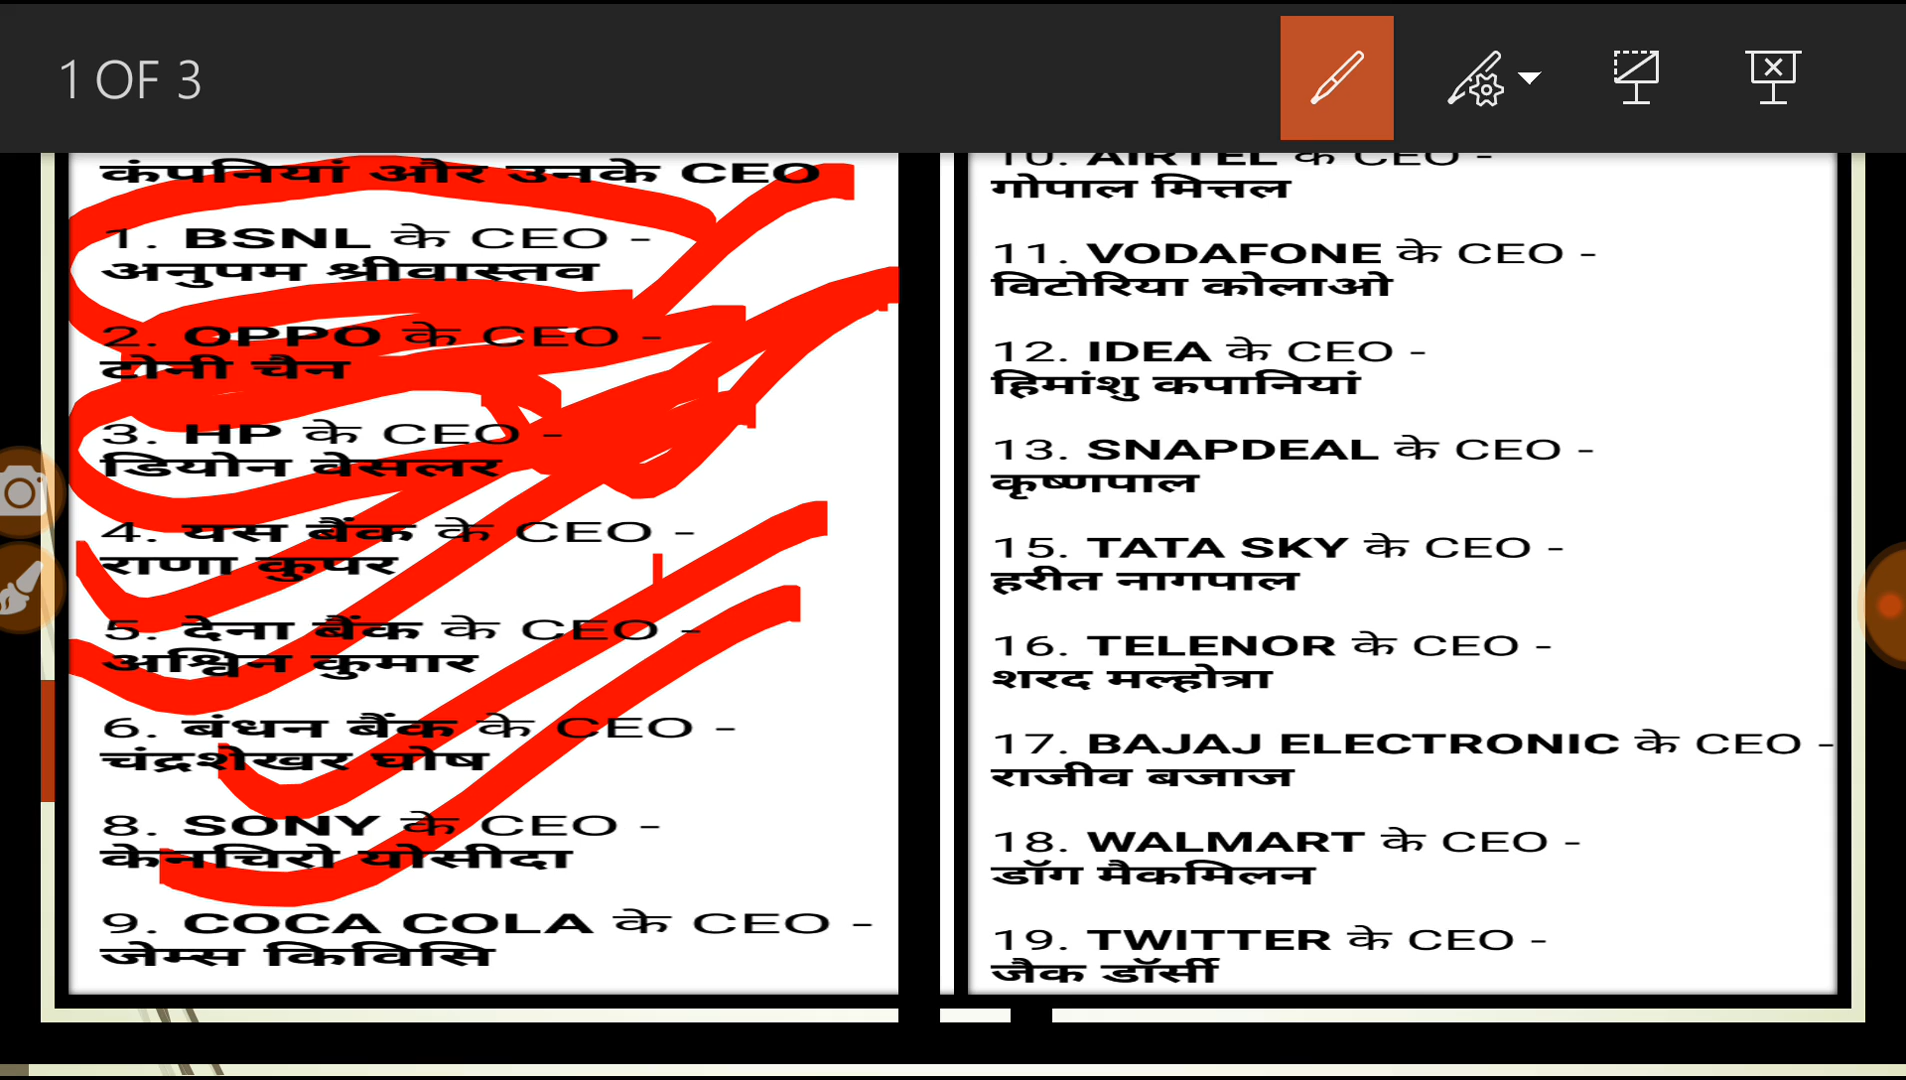 1 OF 3
कंपनियां और उनके CEO
1. BSNL के CEO -
अनुपम श्रीवास्तव
2. OPPO के CEO -
टोनी चैन
3. HP के CEO -
डियोन वेसलर
4. यस बैंक के CEO -
राणा कुपर
5. देना बैंक के CEO -
अश्विन कुमार
6. बंधन बैंक के CEO -
चंद्रशेखर घोष
8. SONY के CEO -
केनचिरो योसीदा
9. COCA COLA के CEO -
जेम्स किविसि
10. AIRTEL के CEO -
गोपाल मित्तल
11. VODAFONE के CEO -
विटोरिया कोलाओ
12. IDEA के CEO -
हिमांशु कपानियां
13. SNAPDEAL के CEO -
कृष्णपाल
15. TATA SKY के CEO -
हरीत नागपाल
16. TELENOR के CEO -
शरद मल्होत्रा
17. BAJAJ ELECTRONIC के CEO -
राजीव बजाज
18. WALMART के CEO -
डॉग मैकमिलन
19. TWITTER के CEO -
जैक डॉर्सी